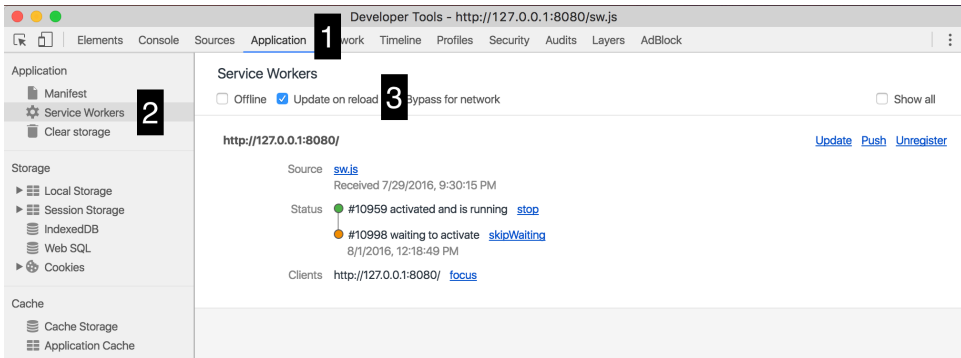 Developer Tools - http://127.0.0.1:8080/sw.js
Elements Console Sources Application 1 work Timeline Profiles Security Audits Layers AdBlock
Application
Manifest
Service Workers 2
Clear storage
Storage
Local Storage
Session Storage
IndexedDB
Web SQL
Cookies
Cache
Cache Storage
Application Cache
Service Workers
Offline Update on reload 3 Bypass for network Show all
http://127.0.0.1:8080/ Update Push Unregister
Source sw.js
Received 7/29/2016, 9:30:15 PM
Status #10959 activated and is running stop
#10998 waiting to activate skipWaiting
8/1/2016, 12:18:49 PM
Clients http://127.0.0.1:8080/ focus